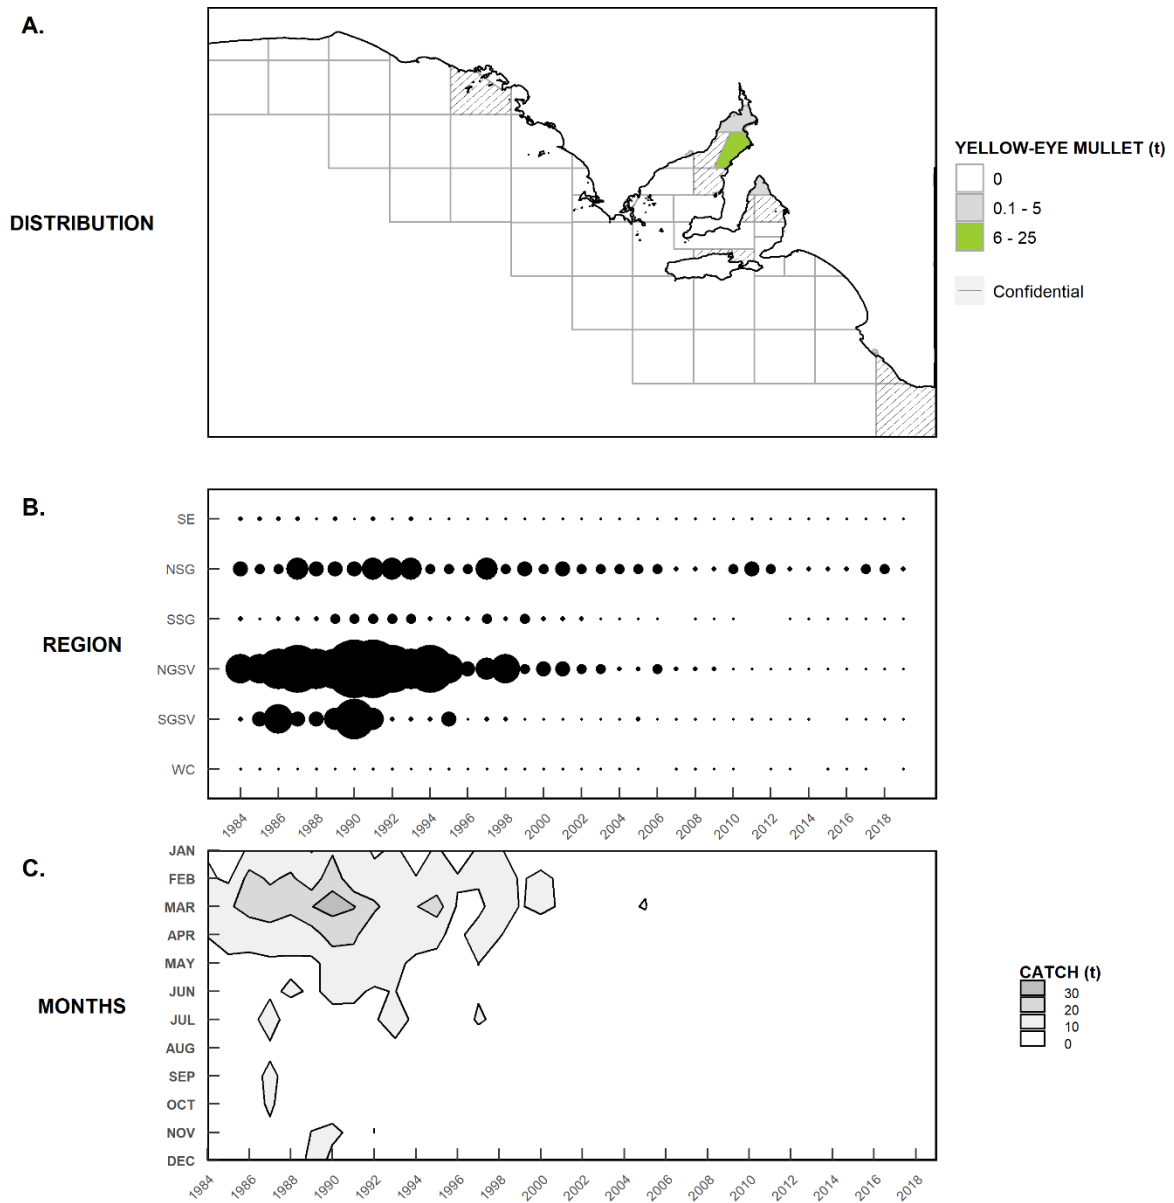 A.
DISTRIBUTION
YELLOW-EYE MULLET (t)
0
0.1 - 5
6 - 25
Confidential
B.
REGION
SE
NSG
SSG
NGSV
SGSV
WC
1984 1986 1988 1990 1992 1994 1996 1998 2000 2002 2004 2006 2008 2010 2012 2014 2016 2018
C.
MONTHS
JAN
FEB
MAR
APR
MAY
JUN
JUL
AUG
SEP
OCT
NOV
DEC
1984 1986 1988 1990 1992 1994 1996 1998 2000 2002 2004 2006 2008 2010 2012 2014 2016 2018
CATCH (t)
30
20
10
0